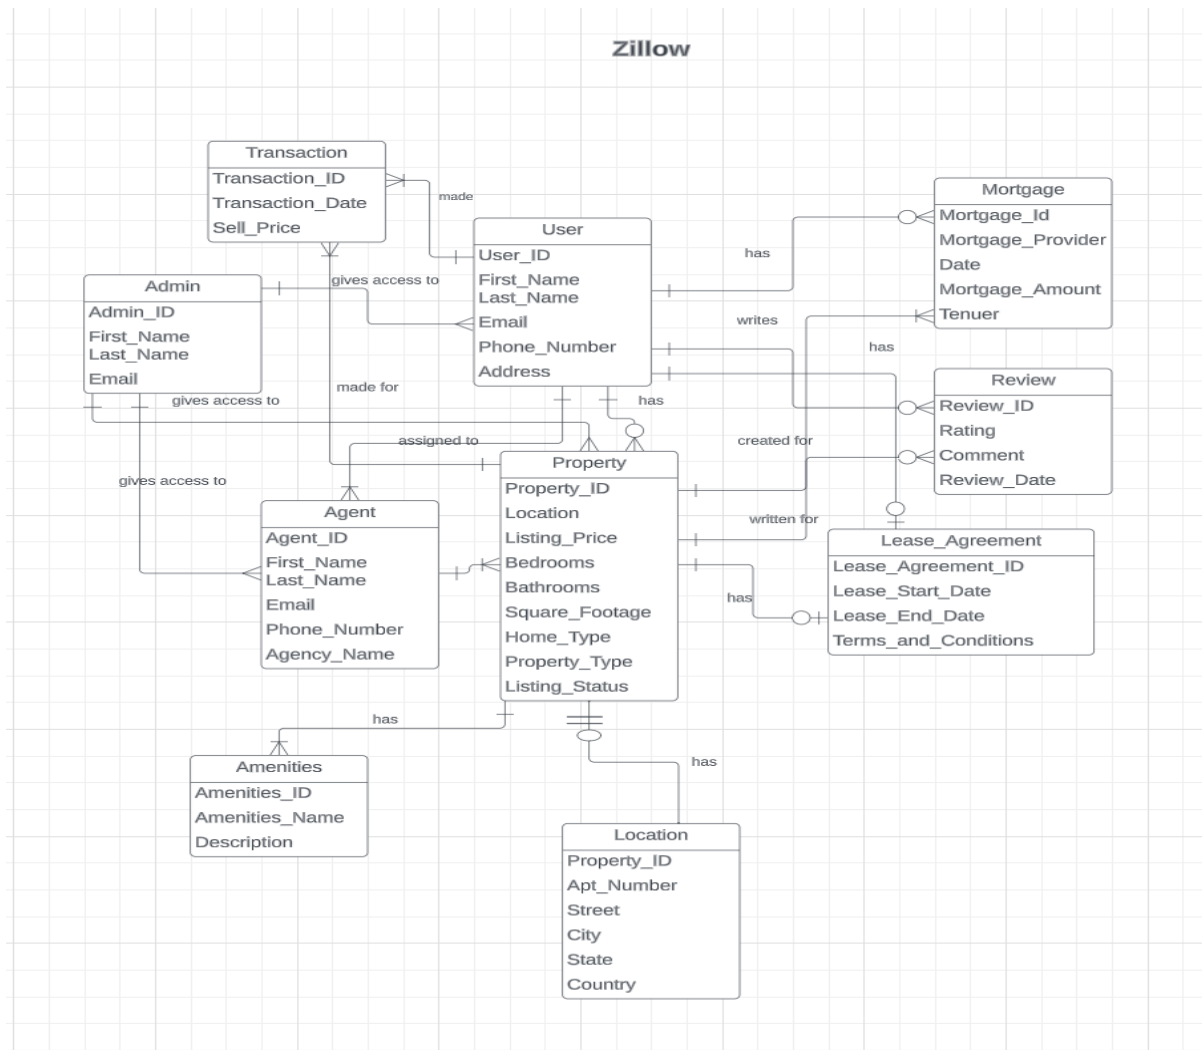 Zillow
Transaction
Transaction_ID
Transaction_Date
Sell_Price
made
User
User_ID
First_Name
Last_Name
Email
Phone_Number
Address
Mortgage
Mortgage_Id
Mortgage_Provider
Date
Mortgage_Amount
Tenuer
has
gives access to
Admin
Admin_ID
First_Name
Last_Name
Email
writes
has
made for
gives access to
has
Review
Review_ID
Rating
Comment
Review_Date
assigned to
created for
gives access to
Property
Property_ID
Location
Listing_Price
Bedrooms
Bathrooms
Square_Footage
Home_Type
Property_Type
Listing_Status
Agent
Agent_ID
First_Name
Last_Name
Email
Phone_Number
Agency_Name
written for
Lease_Agreement
Lease_Agreement_ID
Lease_Start_Date
Lease_End_Date
Terms_and_Conditions
has
has
Amenities
Amenities_ID
Amenities_Name
Description
has
Location
Property_ID
Apt_Number
Street
City
State
Country